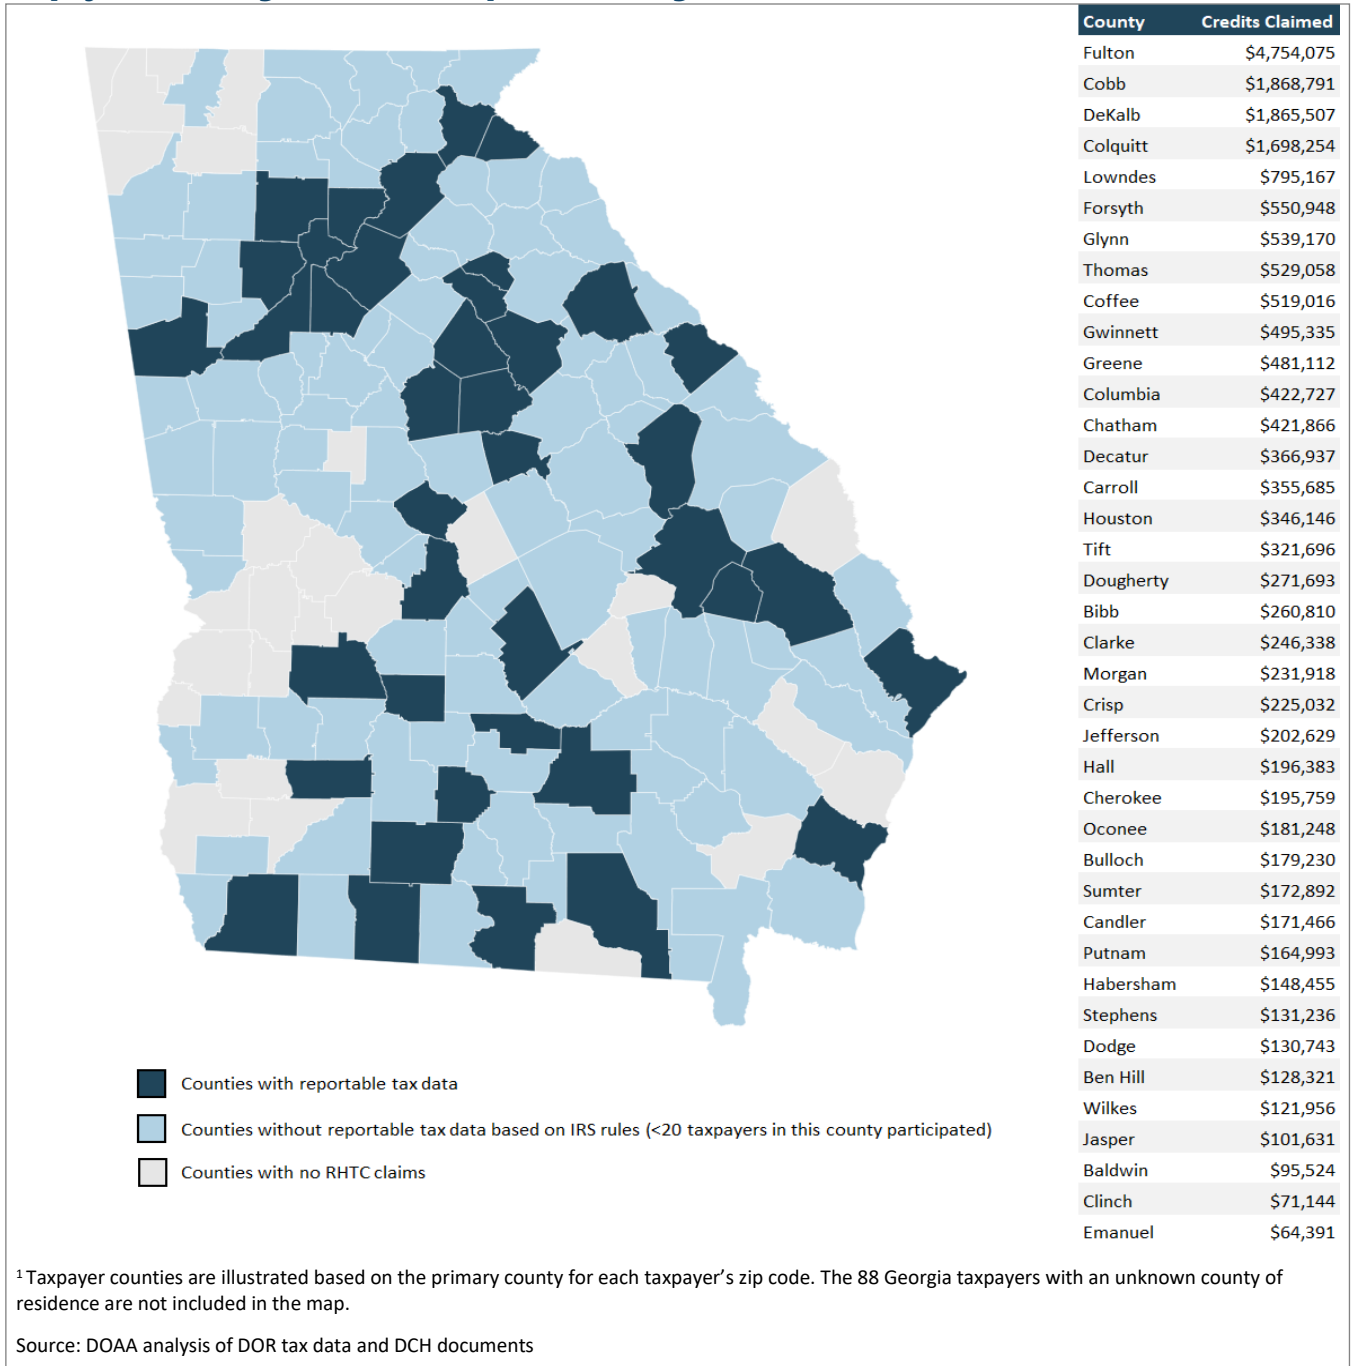 County Credits Claimed
Fulton $4,754,075
Cobb $1,868,791
DeKalb $1,865,507
Colquitt $1,698,254
Lowndes $795,167
Forsyth $550,948
Glynn $539,170
Thomas $529,058
Coffee $519,016
Gwinnett $495,335
Greene $481,112
Columbia $422,727
Chatham $421,866
Decatur $366,937
Carroll $355,685
Houston $346,146
Tift $321,696
Dougherty $271,693
Bibb $260,810
Clarke $246,338
Morgan $231,918
Crisp $225,032
Jefferson $202,629
Hall $196,383
Cherokee $195,759
Oconee $181,248
Bulloch $179,230
Sumter $172,892
Candler $171,466
Putnam $164,993
Habersham $148,455
Stephens $131,236
Dodge $130,743
Ben Hill $128,321
Wilkes $121,956
Jasper $101,631
Baldwin $95,524
Clinch $71,144
Emanuel $64,391
Counties with reportable tax data
Counties without reportable tax data based on IRS rules (<20 taxpayers in this county participated)
Counties with no RHTC claims
1 Taxpayer counties are illustrated based on the primary county for each taxpayer's zip code. The 88 Georgia taxpayers with an unknown county of
residence are not included in the map.
Source: DOAA analysis of DOR tax data and DCH documents